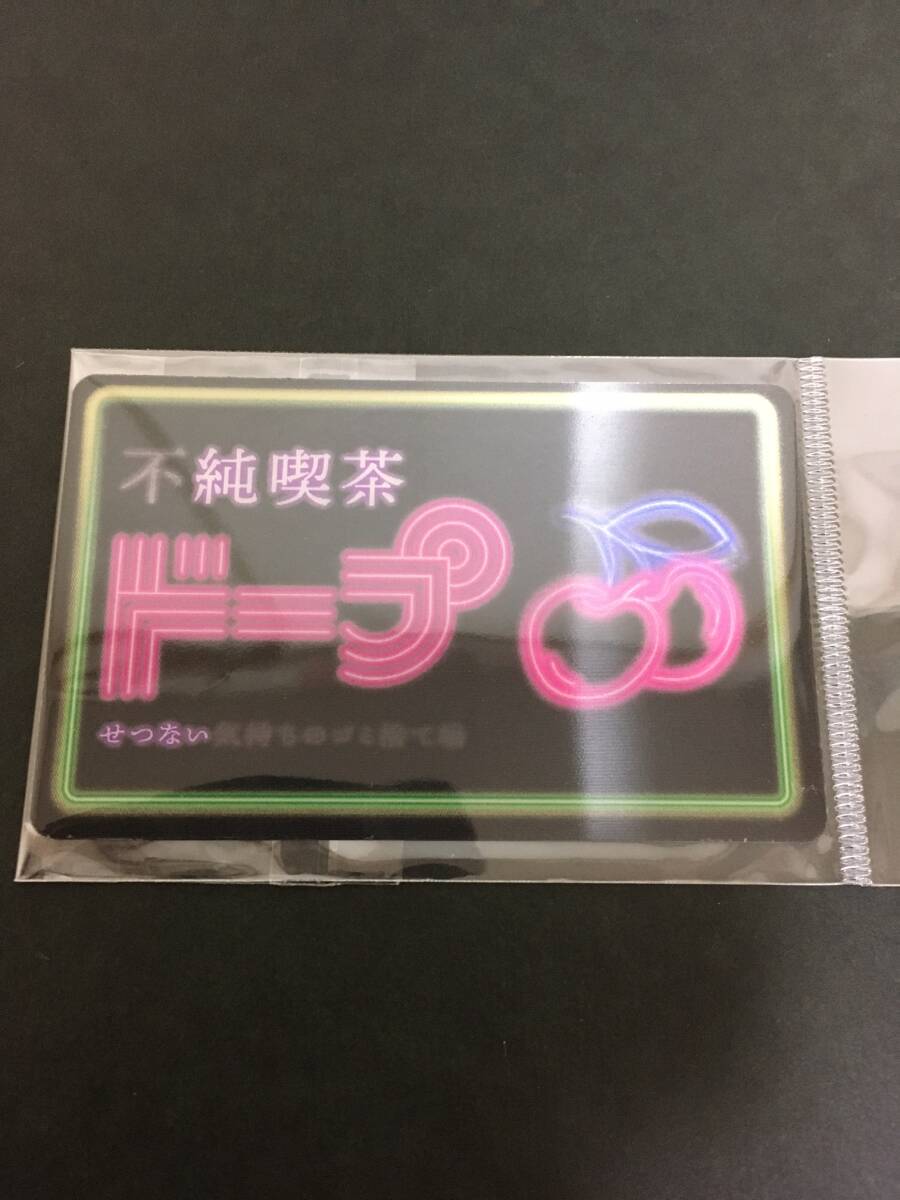 不純喫茶
ドープ
せつない気持ちのゴミ捨て場